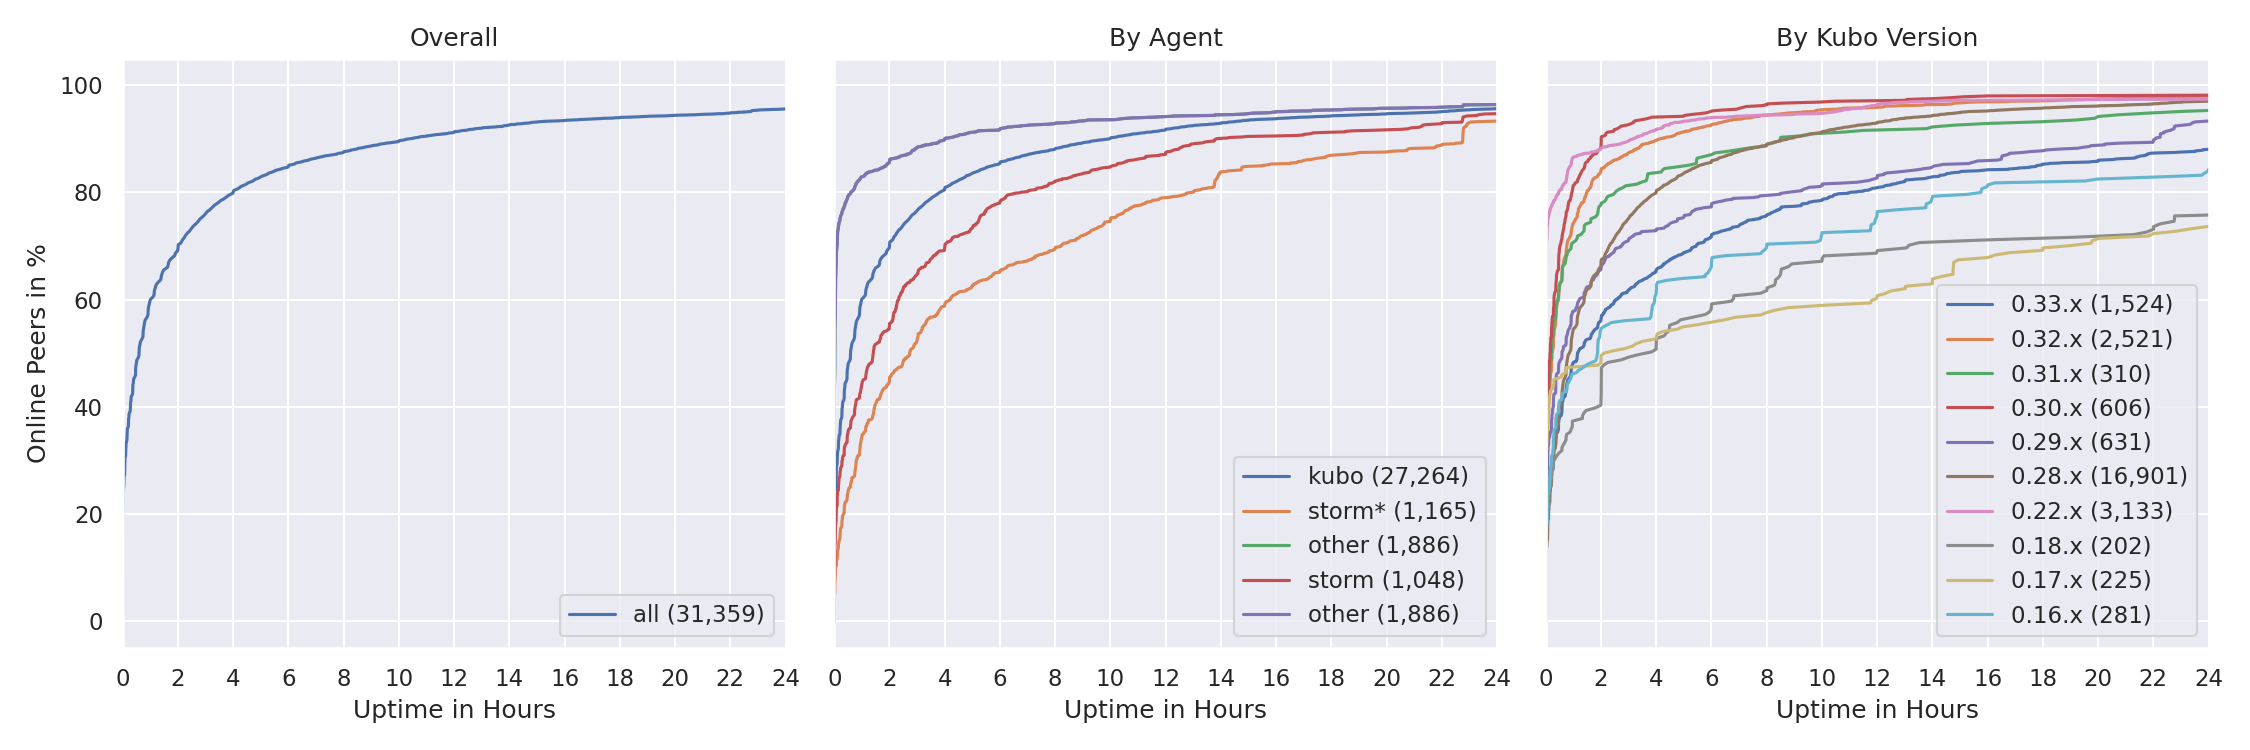 Overall
100
80
60
40
20
0
Online Peers in %
all (31,359)
0 2 4 6 8 10 12 14 16 18 20 22 24
Uptime in Hours
By Agent
kubo (27,264)
storm* (1,165)
other (1,886)
storm (1,048)
other (1,886)
0 2 4 6 8 10 12 14 16 18 20 22 24
Uptime in Hours
By Kubo Version
0.33.x (1,524)
0.32.x (2,521)
0.31.x (310)
0.30.x (606)
0.29.x (631)
0.28.x (16,901)
0.22.x (3,133)
0.18.x (202)
0.17.x (225)
0.16.x (281)
0 2 4 6 8 10 12 14 16 18 20 22 24
Uptime in Hours